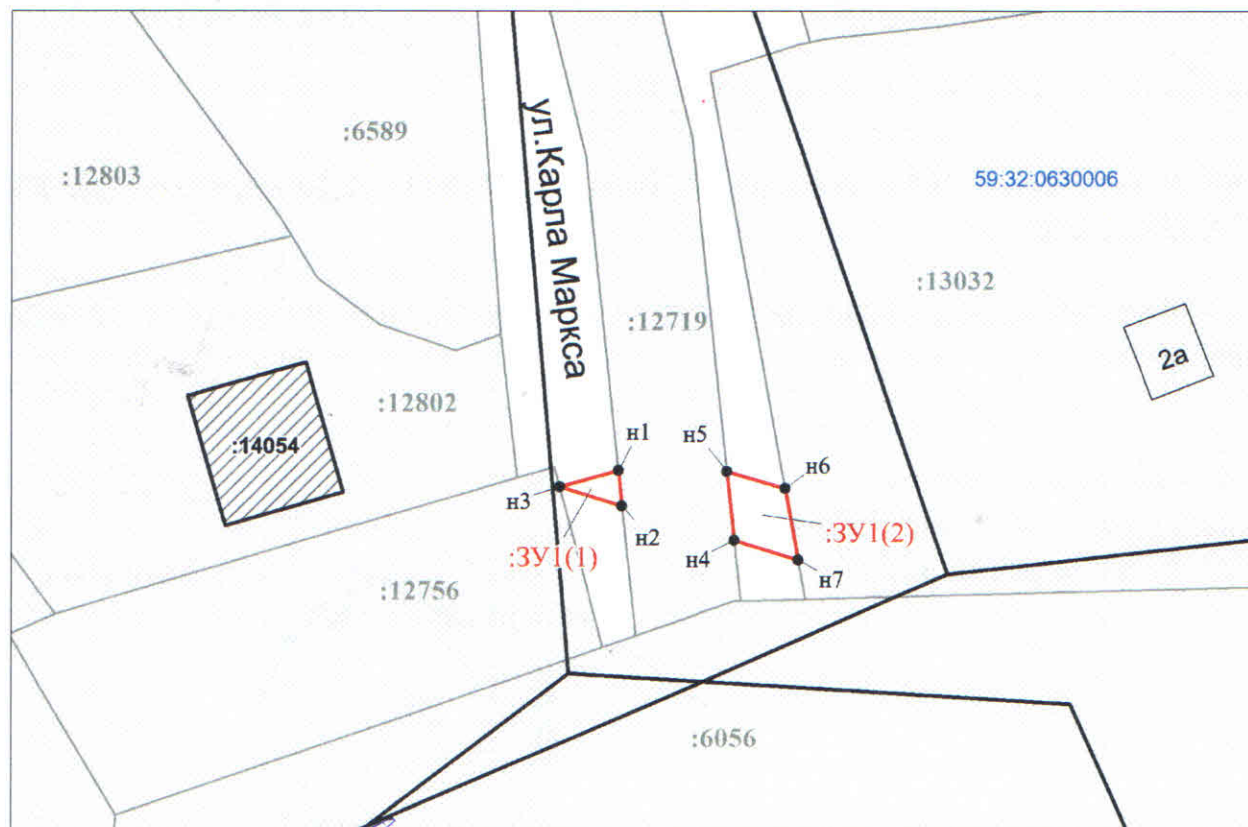 :6589
:12803
ул.Карла Маркса
59:32:0630006
:13032
:12719
2а
:12802
:14054
н1
н5
н6
н3
н2
:ЗУ1(1)
н4
:ЗУ1(2)
н7
:12756
:6056